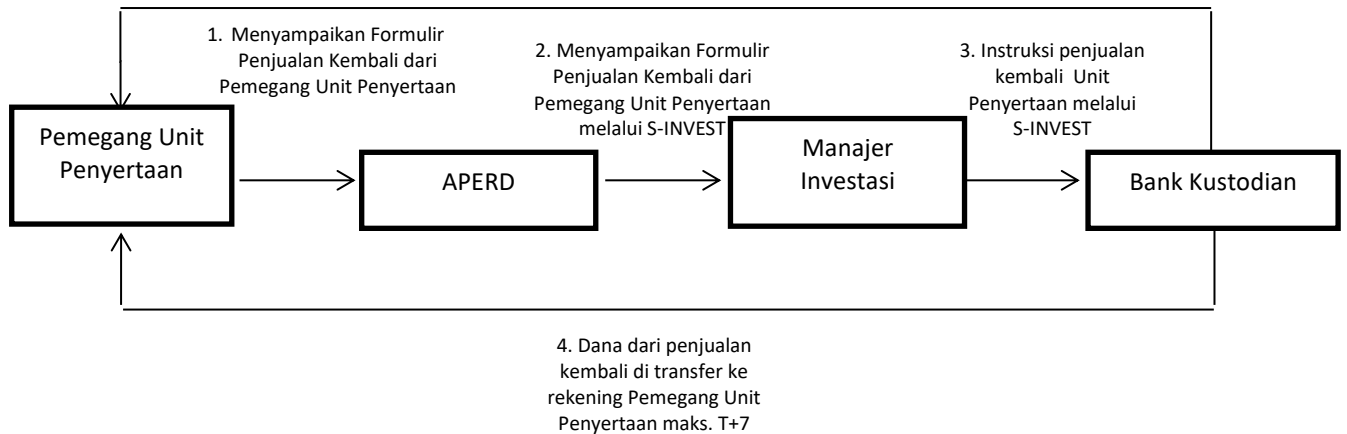 1. Menyampaikan Formulir
Penjualan Kembali dari
Pemegang Unit Penyertaan
2. Menyampaikan Formulir
Penjualan Kembali dari
Pemegang Unit Penyertaan
melalui S-INVEST
3. Instruksi penjualan
kembali Unit
Penyertaan melalui
S-INVEST
Pemegang Unit
Penyertaan
APERD
Manajer
Investasi
Bank Kustodian
4. Dana dari penjualan
kembali di transfer ke
rekening Pemegang Unit
Penyertaan maks. T+7